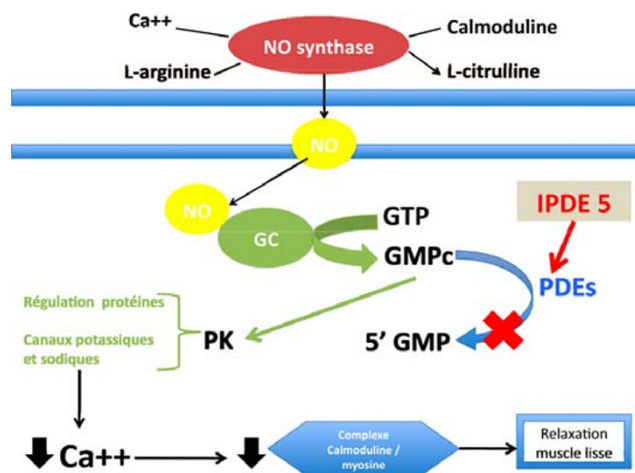 Ca++
NO synthase
Calmoduline
L-arginine
L-citrulline
NO
NO
GC
GTP
GMPc
IPDE 5
PDEs
5' GMP
PK
Régulation protéines
Canaux potassiques
et sodiques
Ca++
Complexe
Calmoduline /
myosine
Relaxation
muscle lisse